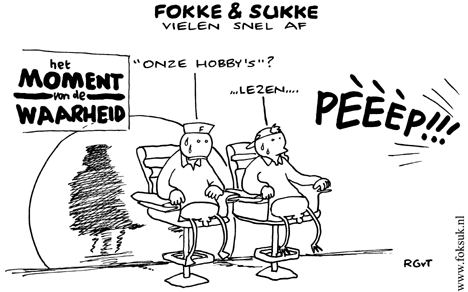 FOKKE & SUKKE
VIELEN SNEL AF
het
MOMENT
van de
WAARHEID
"ONZE HOBBY'S"?
...LEZEN....
PÈÈÈP!!!
F
RGvT
www.foksuk.nl